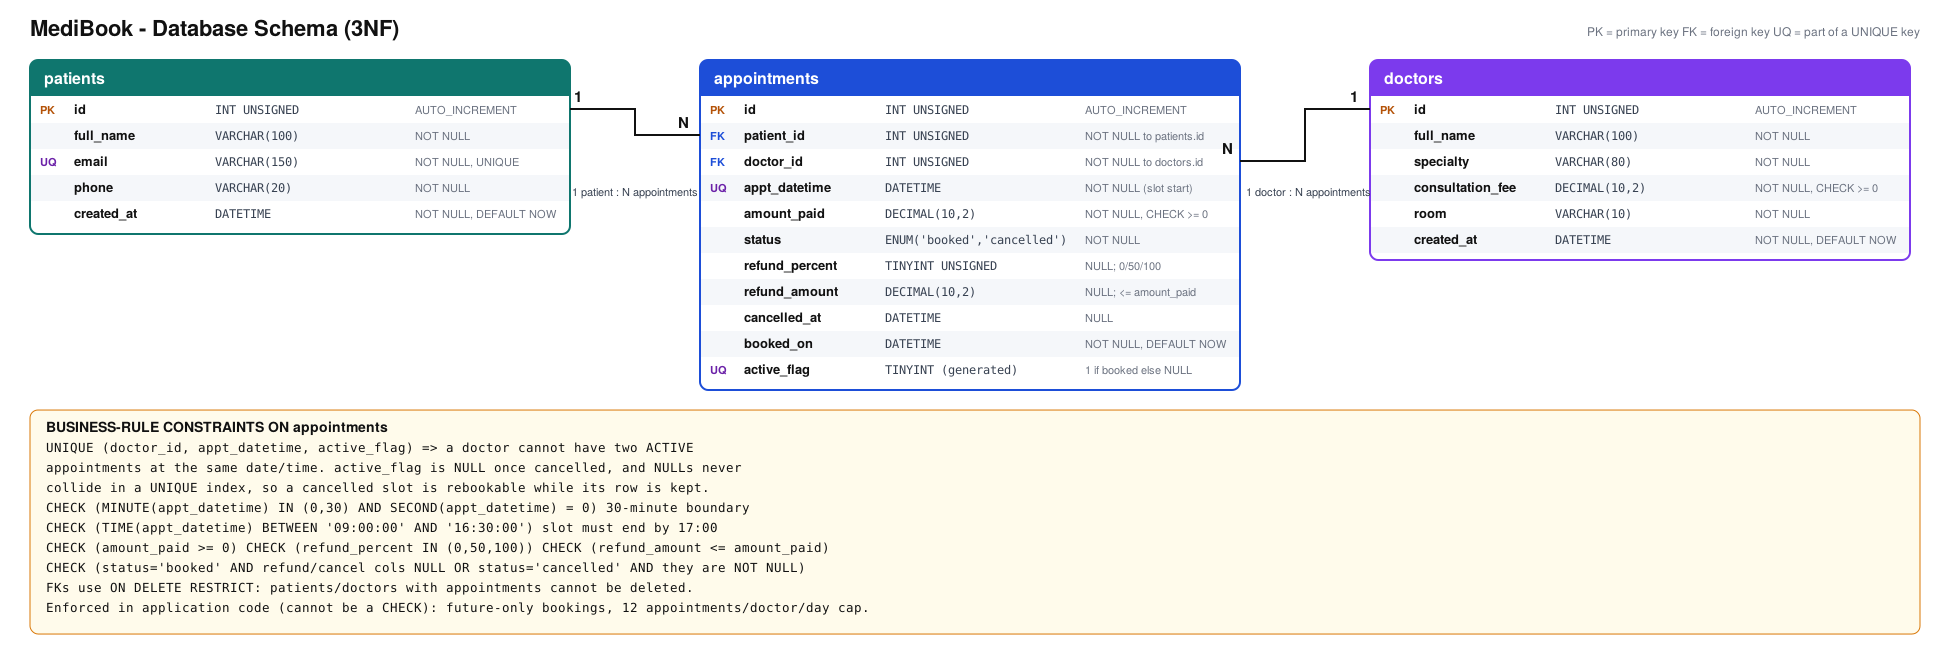 MediBook - Database Schema (3NF)
PK = primary key FK = foreign key UQ = part of a UNIQUE key
patients
PK id INT UNSIGNED AUTO_INCREMENT
full_name VARCHAR(100) NOT NULL
UQ email VARCHAR(150) NOT NULL, UNIQUE
phone VARCHAR(20) NOT NULL
created_at DATETIME NOT NULL, DEFAULT NOW
1
N
1 patient : N appointments
appointments
PK id INT UNSIGNED AUTO_INCREMENT
FK patient_id INT UNSIGNED NOT NULL to patients.id
FK doctor_id INT UNSIGNED NOT NULL to doctors.id
UQ appt_datetime DATETIME NOT NULL (slot start)
amount_paid DECIMAL(10,2) NOT NULL, CHECK >= 0
status ENUM('booked','cancelled') NOT NULL
refund_percent TINYINT UNSIGNED NULL; 0/50/100
refund_amount DECIMAL(10,2) NULL; <= amount_paid
cancelled_at DATETIME NULL
booked_on DATETIME NOT NULL, DEFAULT NOW
UQ active_flag TINYINT (generated) 1 if booked else NULL
1
N
1 doctor : N appointments
doctors
PK id INT UNSIGNED AUTO_INCREMENT
full_name VARCHAR(100) NOT NULL
specialty VARCHAR(80) NOT NULL
consultation_fee DECIMAL(10,2) NOT NULL, CHECK >= 0
room VARCHAR(10) NOT NULL
created_at DATETIME NOT NULL, DEFAULT NOW
BUSINESS-RULE CONSTRAINTS ON appointments
UNIQUE (doctor_id, appt_datetime, active_flag) => a doctor cannot have two ACTIVE
appointments at the same date/time. active_flag is NULL once cancelled, and NULLs never
collide in a UNIQUE index, so a cancelled slot is rebookable while its row is kept.
CHECK (MINUTE(appt_datetime) IN (0,30) AND SECOND(appt_datetime) = 0) 30-minute boundary
CHECK (TIME(appt_datetime) BETWEEN '09:00:00' AND '16:30:00') slot must end by 17:00
CHECK (amount_paid >= 0) CHECK (refund_percent IN (0,50,100)) CHECK (refund_amount <= amount_paid)
CHECK (status='booked' AND refund/cancel cols NULL OR status='cancelled' AND they are NOT NULL)
FKs use ON DELETE RESTRICT: patients/doctors with appointments cannot be deleted.
Enforced in application code (cannot be a CHECK): future-only bookings, 12 appointments/doctor/day cap.